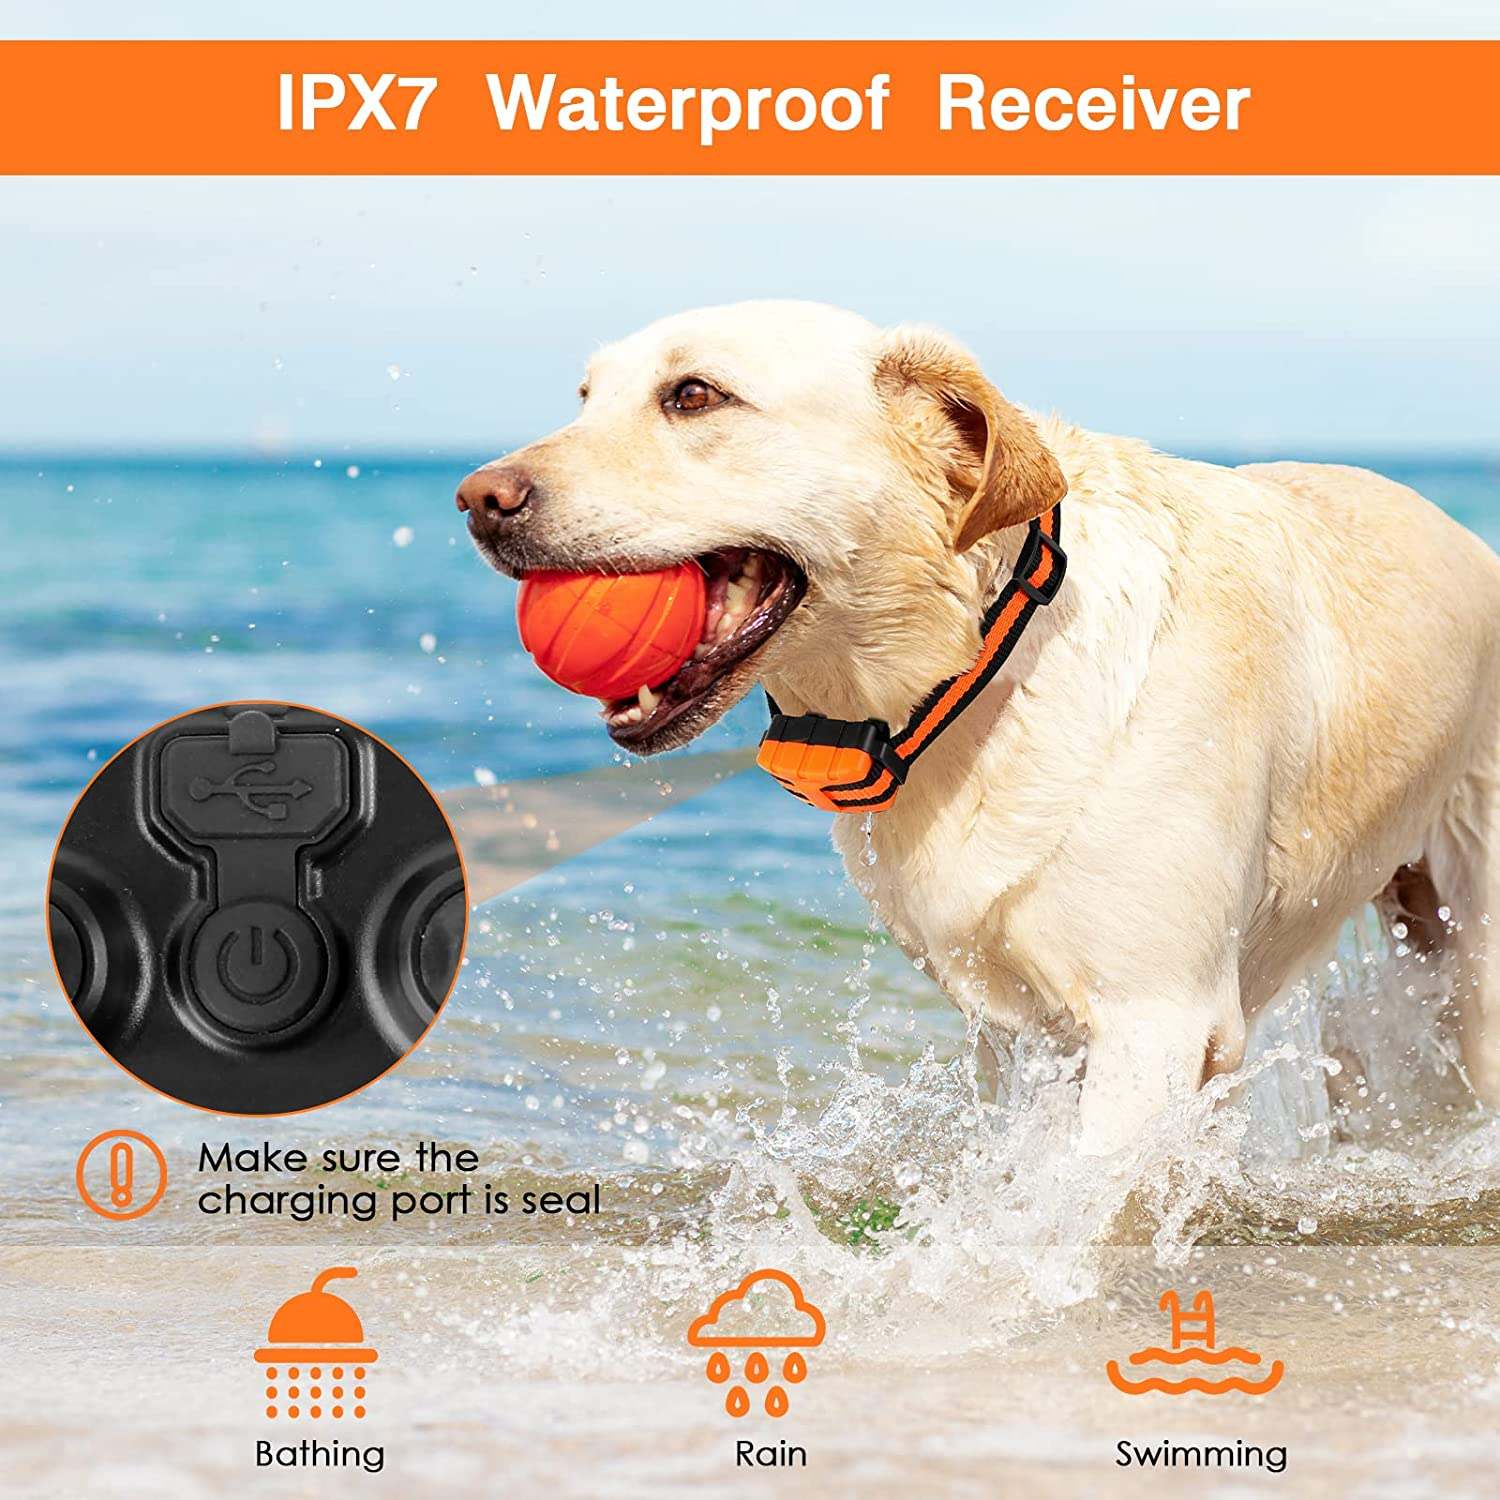 IPX7 Waterproof Receiver
Make sure the
charging port is seal
Bathing
Rain
Swimming